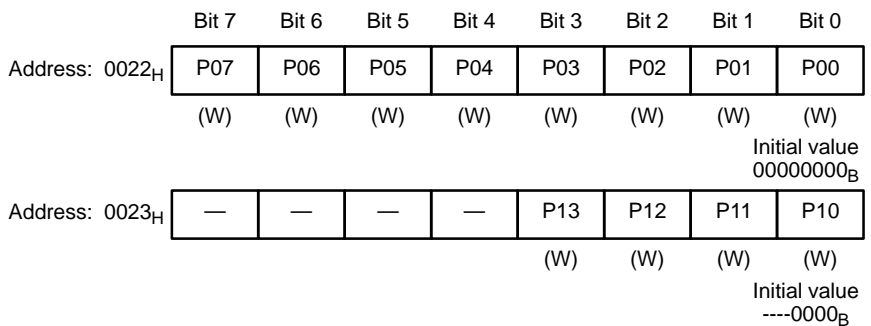 Bit 7 Bit 6 Bit 5 Bit 4 Bit 3 Bit 2 Bit 1 Bit 0
Address: 0022H P07 P06 P05 P04 P03 P02 P01 P00
(W) (W) (W) (W) (W) (W) (W) (W)
Initial value
00000000B
Address: 0023H — — — — P13 P12 P11 P10
(W) (W) (W) (W)
Initial value
----0000B